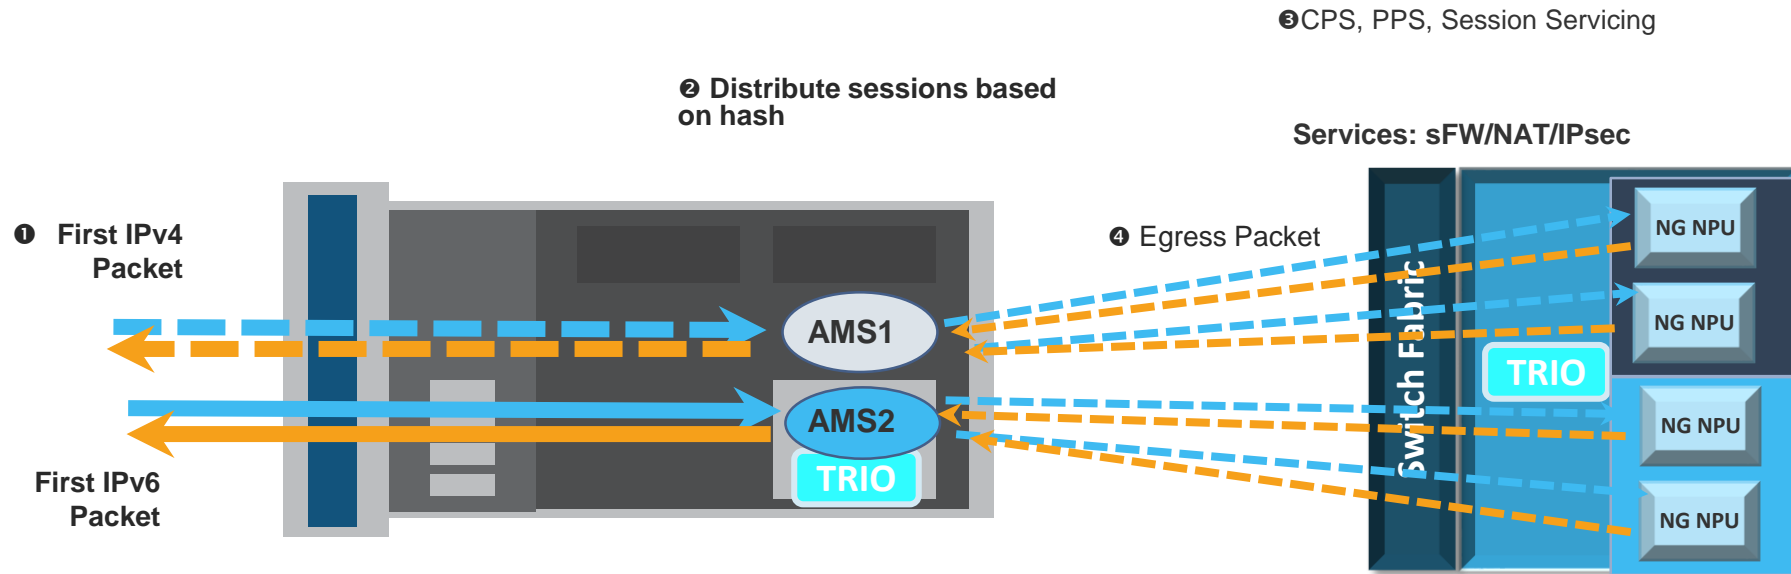 ❸CPS, PPS, Session Servicing
❷ Distribute sessions based
on hash
Services: sFW/NAT/IPsec
❶ First IPv4
Packet
❹ Egress Packet
NG NPU
AMS1
NG NPU
Switch Fabric
TRIO
AMS2
NG NPU
TRIO
First IPv6
Packet
NG NPU